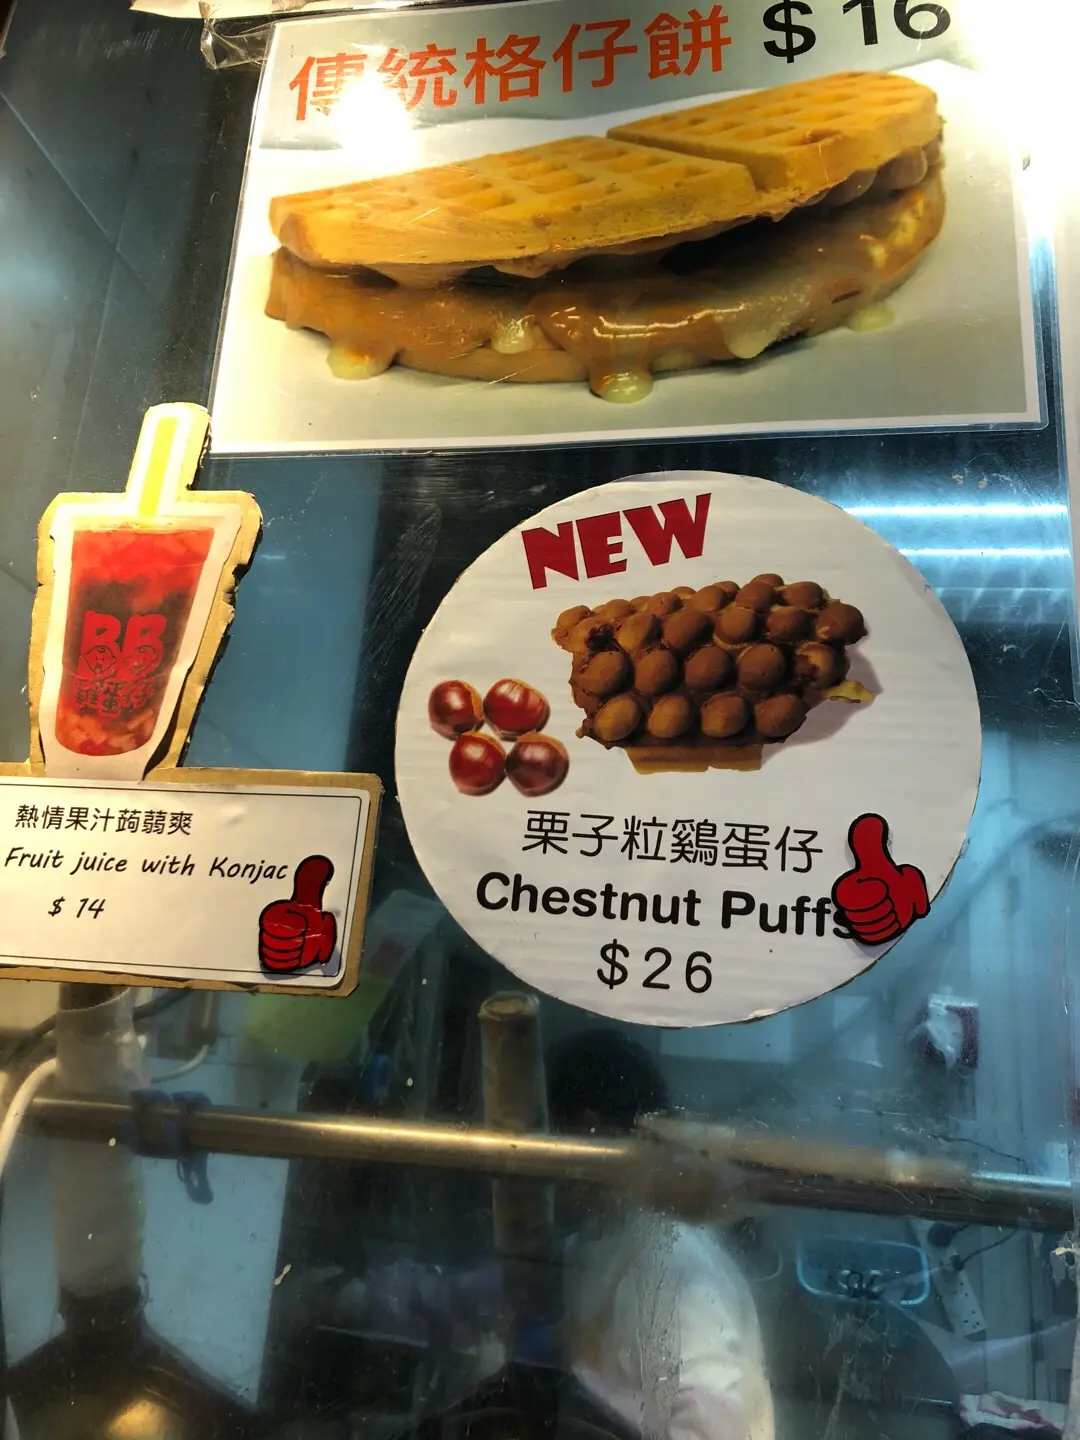 傳統格仔餅 $16
BB
NEW
栗子粒鷄蛋仔
Chestnut Puffs
$26
熱情果汁蒟蒻爽
Fruit juice with Konjac
$14